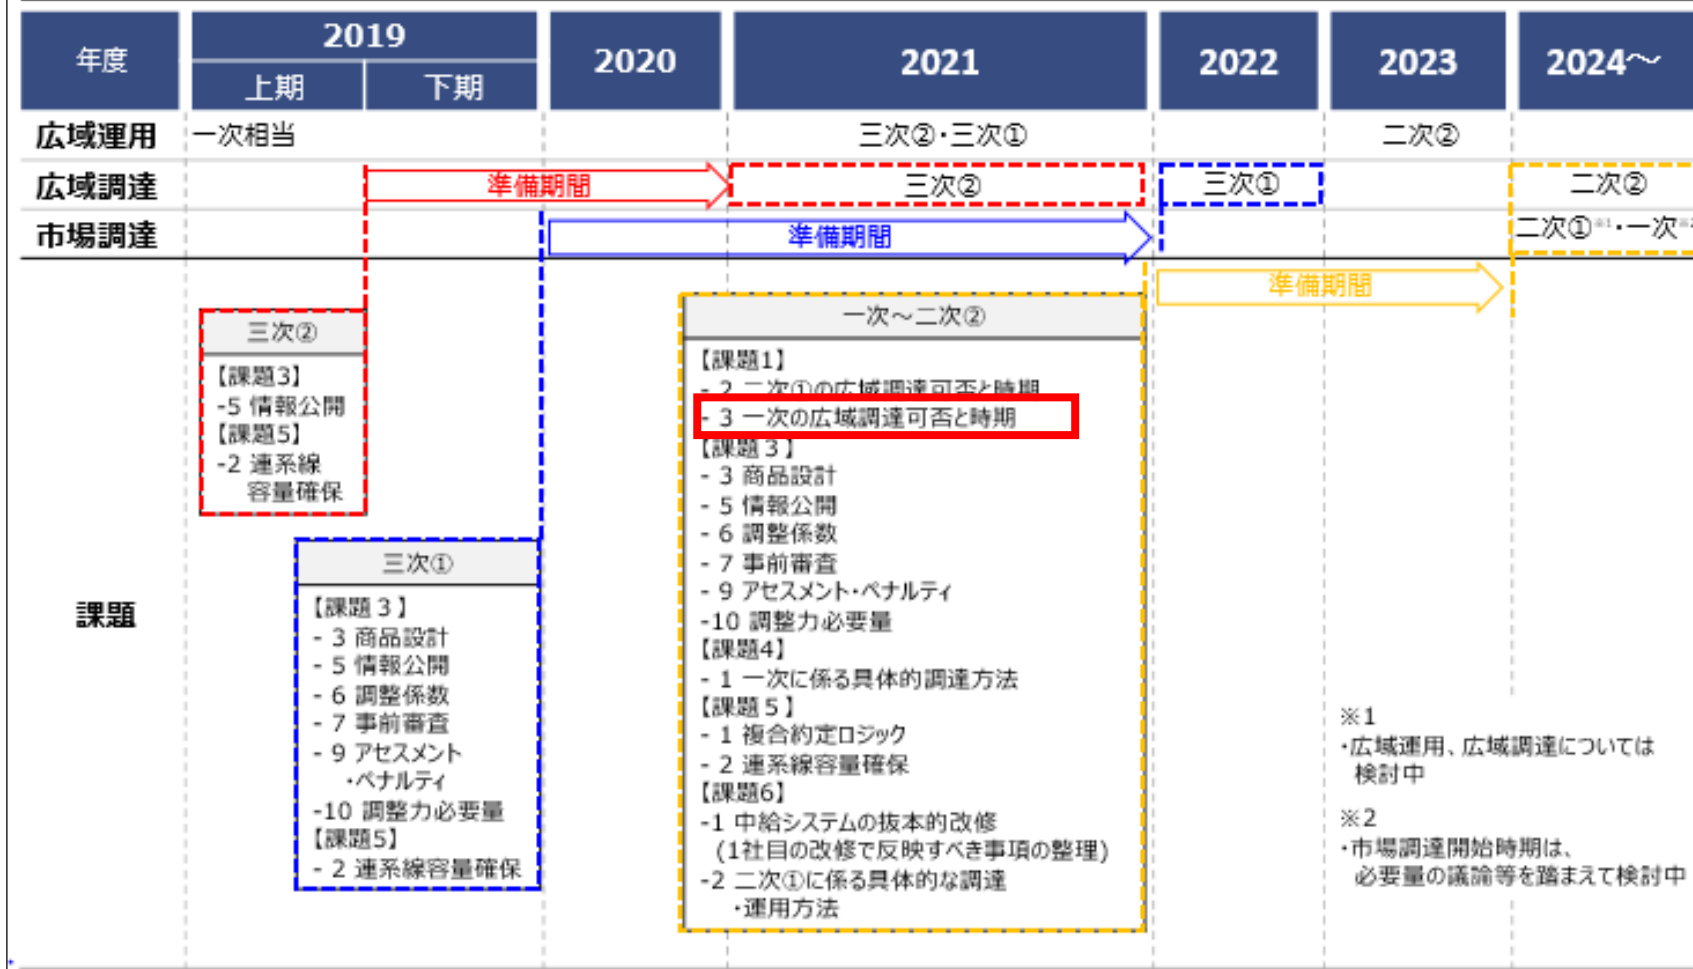 年度
2019
上期
下期
2020
2021
2022
2023
2024～
広域運用
一次相当
三次②・三次①
二次②
広域調達
準備期間
三次②
三次①
二次②
市場調達
準備期間
二次①※1・一次※2
準備期間
課題
三次②
【課題3】
-5 情報公開
【課題5】
-2 連系線
容量確保
三次①
【課題３】
- 3 商品設計
- 5 情報公開
- 6 調整係数
- 7 事前審査
- 9 アセスメント
・ペナルティ
-10 調整力必要量
【課題5】
- 2 連系線容量確保
一次～二次②
【課題1】
- 2 二次①の広域調達可否と時期
- 3 一次の広域調達可否と時期
【課題３】
- 3 商品設計
- 5 情報公開
- 6 調整係数
- 7 事前審査
- 9 アセスメント・ペナルティ
-10 調整力必要量
【課題4】
- 1 一次に係る具体的調達方法
【課題５】
- 1 複合約定ロジック
- 2 連系線容量確保
【課題6】
-1 中給システムの抜本的改修
(1社目の改修で反映すべき事項の整理)
-2 二次①に係る具体的な調達
・運用方法
※1
・広域運用、広域調達については
検討中
※2
・市場調達開始時期は、
必要量の議論等を踏まえて検討中